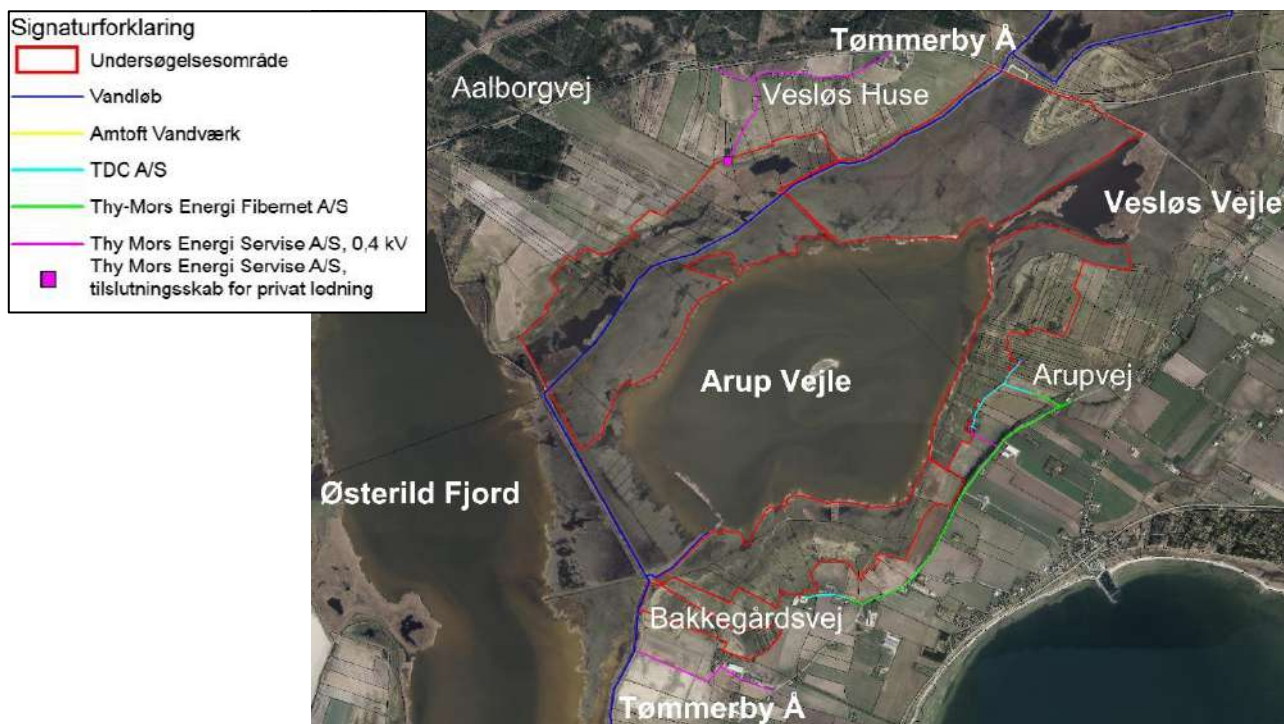 Signaturforklaring
Undersøgelsesområde
Vandløb
Amtoft Vandværk
TDC A/S
Thy-Mors Energi Fibernet A/S
Thy Mors Energi Servise A/S, 0,4 kV
Thy Mors Energi Servise A/S,
tilslutningsskab for privat lødning
Tømmerby Å
Aalborgvej
Vesløs Huse
Vesløs Vejle
Arup Vejle
Arupvej
Østerild Fjord
Bakkegårdsvej
Tømmerby Å